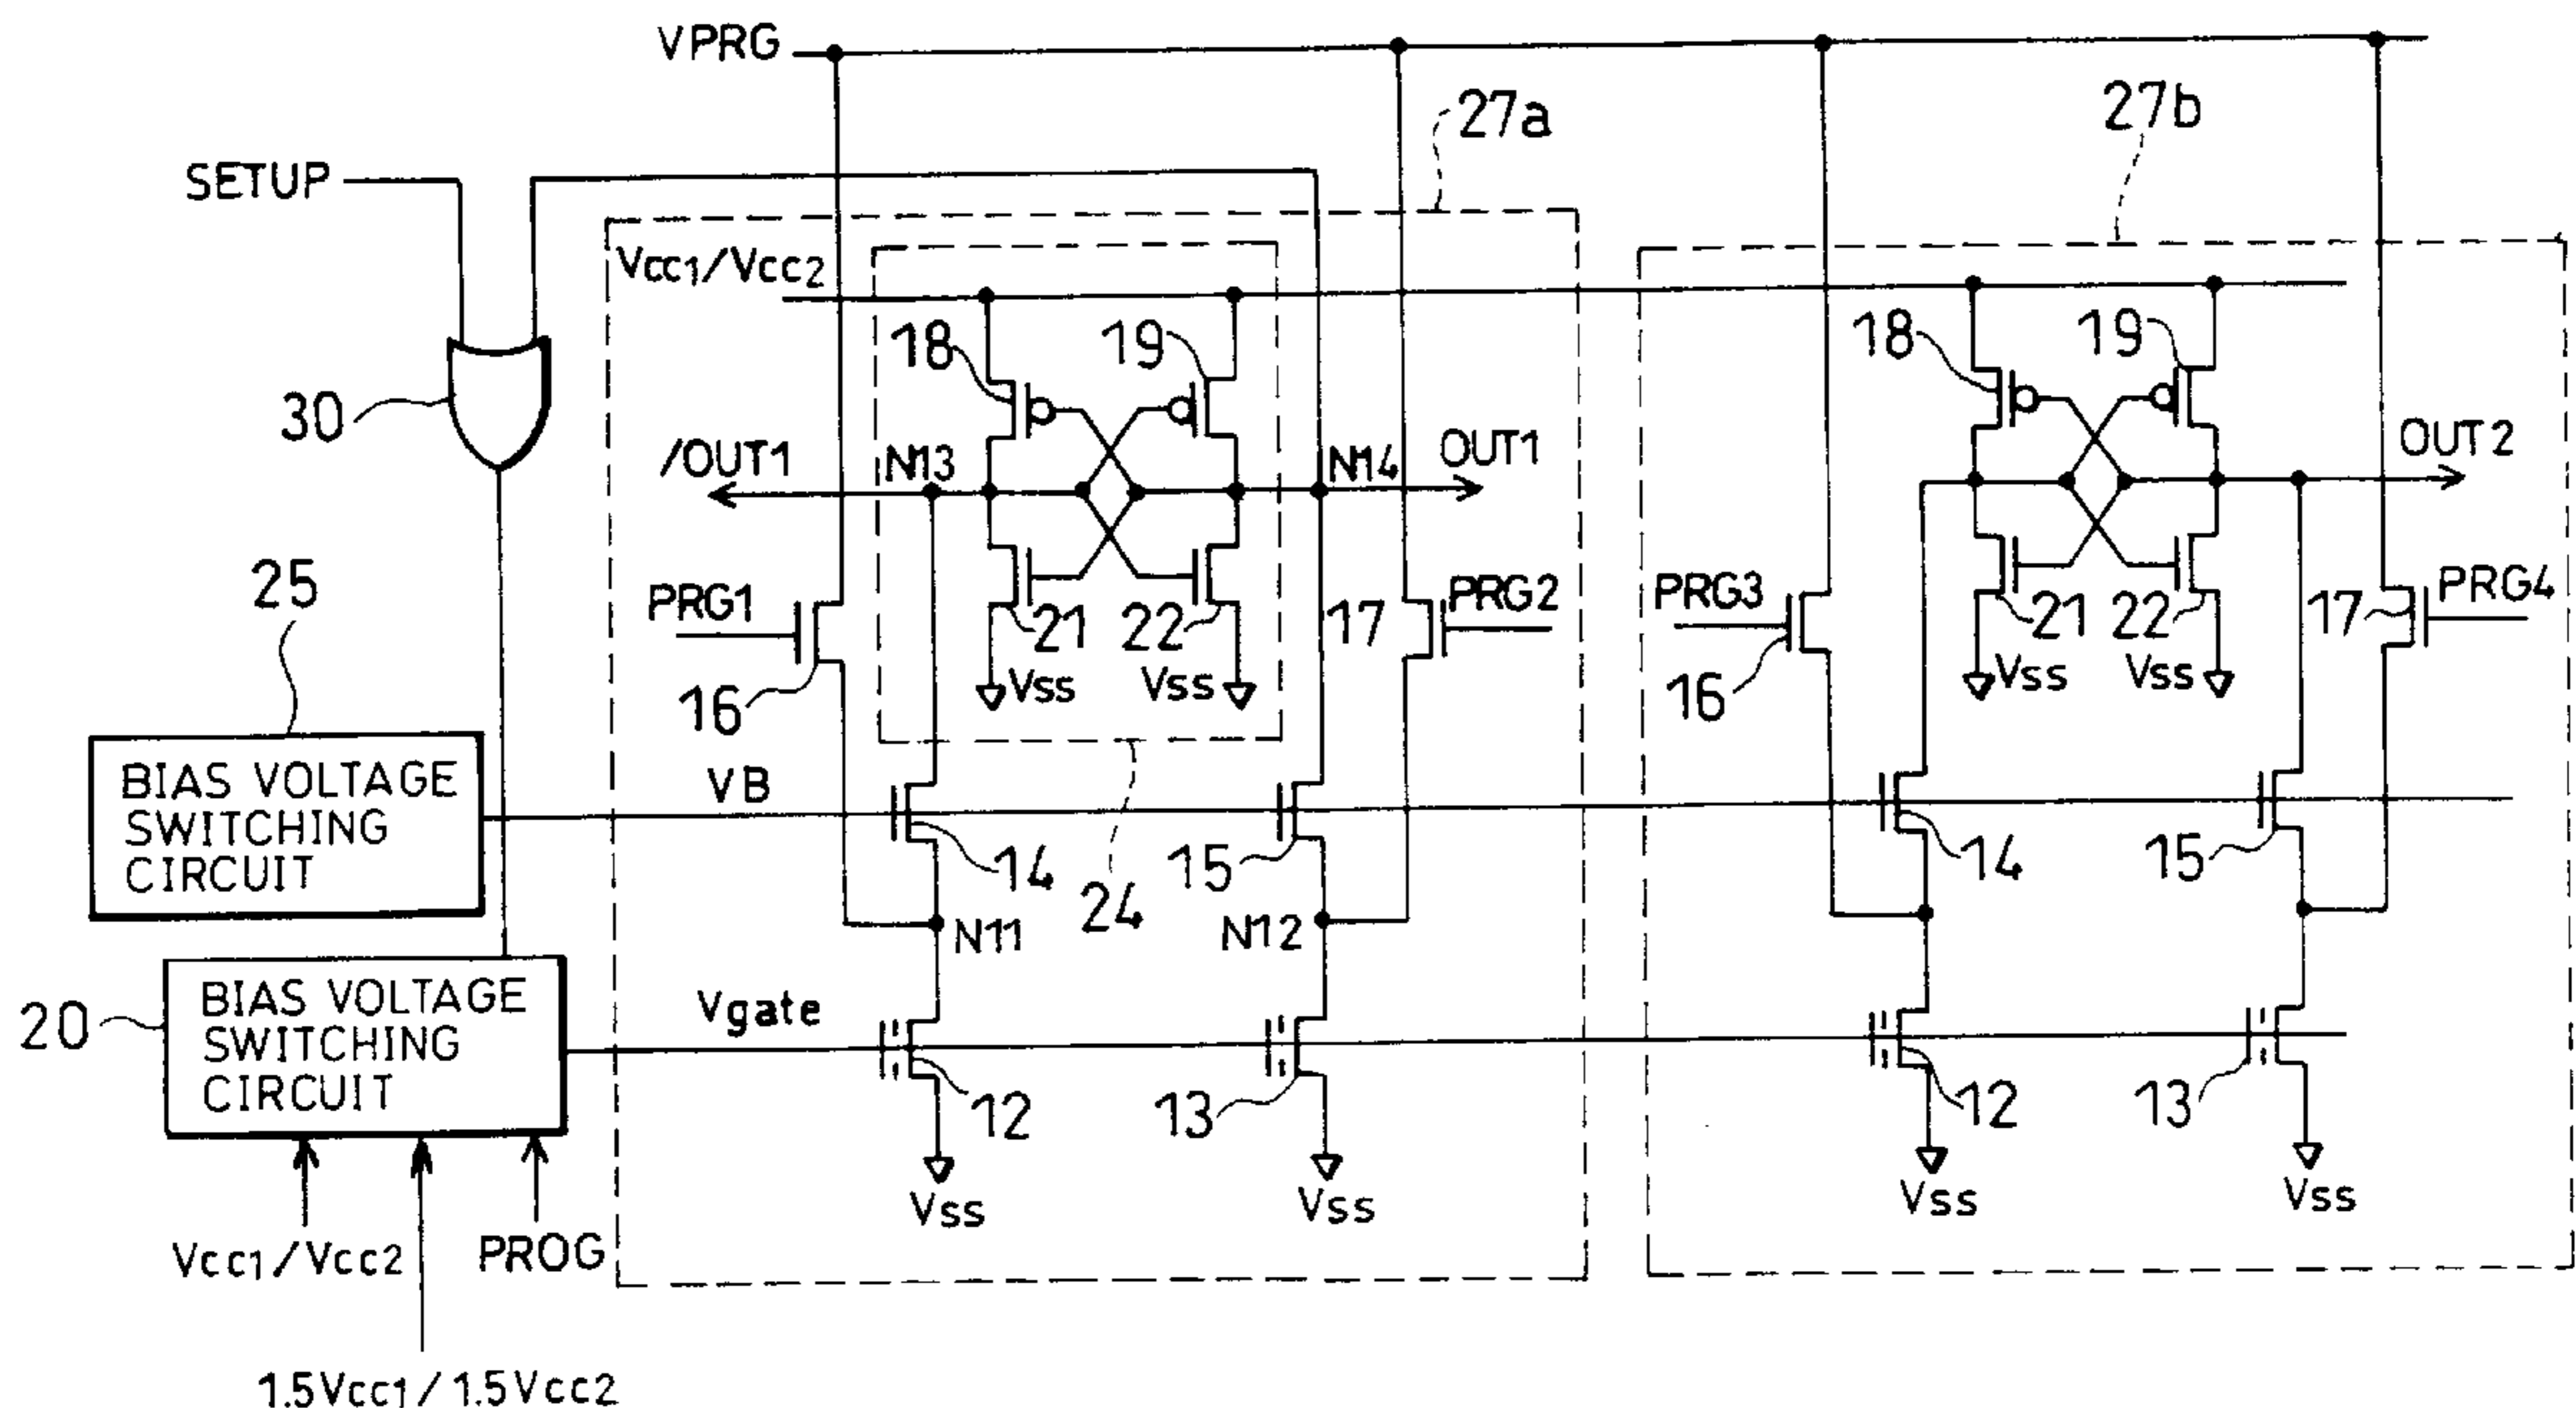 VPRG
27a
27b
SETUP
Vcc1/Vcc2
18
19
18
19
30
/OUT1
N13
N14
OUT1
OUT2
25
PRG1
21
22
17
PRG2
PRG3
21
22
17
PRG4
Vss
Vss
Vss
Vss
16
16
BIAS VOLTAGE
SWITCHING
CIRCUIT
VB
14
15
14
15
24
N11
N12
20
BIAS VOLTAGE
SWITCHING
CIRCUIT
Vgate
12
13
12
13
Vss
Vss
Vss
Vss
Vcc1/Vcc2
PROG
1.5Vcc1/1.5Vcc2